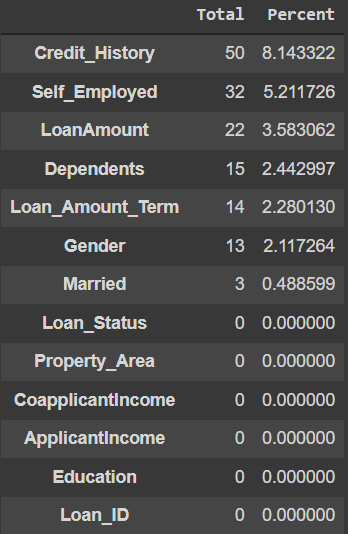 Total Percent
Credit_History 50 8.143322
Self_Employed 32 5.211726
LoanAmount 22 3.583062
Dependents 15 2.442997
Loan_Amount_Term 14 2.280130
Gender 13 2.117264
Married 3 0.488599
Loan_Status 0 0.000000
Property_Area 0 0.000000
CoapplicantIncome 0 0.000000
ApplicantIncome 0 0.000000
Education 0 0.000000
Loan_ID 0 0.000000